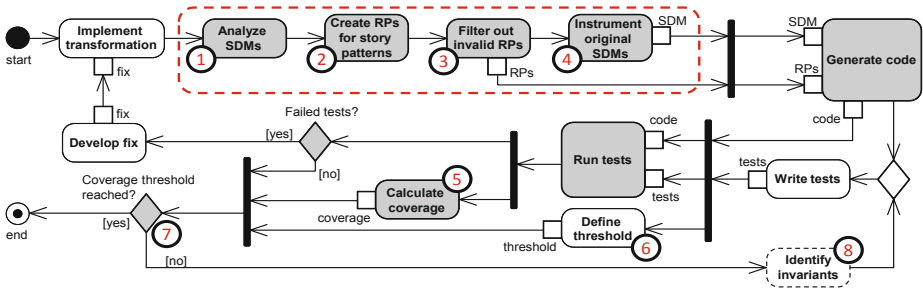 start
Implement
transformation
fix
fix
Develop fix
Analyze
SDMs
1
Create RPs
for story
patterns
2
Filter out
invalid RPs
3
RPs
Instrument
original
SDMs
4
SDM
SDM
RPs
Generate code
code
Failed tests?
[yes]
[no]
Run tests
code
tests
tests
Write tests
Coverage threshold
reached?
[yes]
[no]
end
7
Calculate
coverage
5
coverage
Define
threshold
6
threshold
Identify
invariants
8